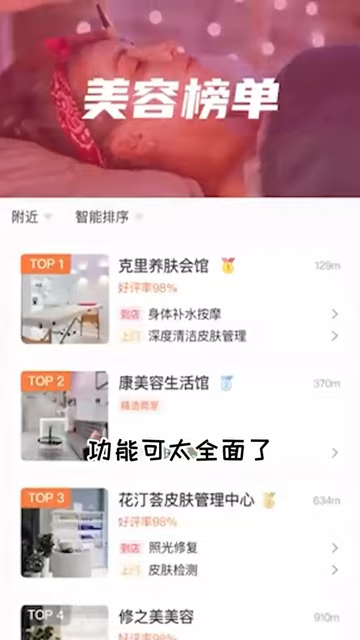 美容榜单
附近 智能排序
TOP 1 克里养肤会馆 129m
好评率98%
到店 身体补水按摩
上门 深度清洁皮肤管理
TOP 2 康美容生活馆 370m
精选商家
功能可太全面了
TOP 3 花汀荟皮肤管理中心 634m
好评率98%
到店 照光修复
上门 皮肤检测
TOP 4 修之美美容 910m
好评率98%